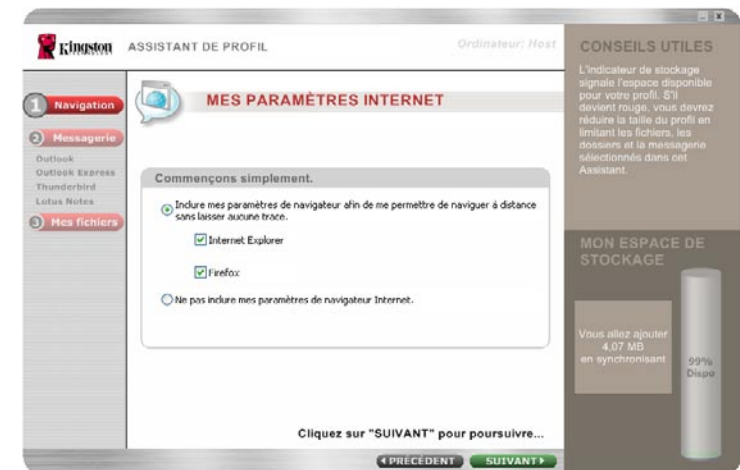 Kingston
TECHNOLOGY
ASSISTANT DE PROFIL
Ordinateur: Host
1 Navigation
2 Messagerie
Outlook
Outlook Express
Thunderbird
Lotus Notes
3 Mes fichiers
MES PARAMÈTRES INTERNET
Commençons simplement.
Inclure mes paramètres de navigateur afin de me permettre de naviguer à distance
sans laisser aucune trace.
Internet Explorer
Firefox
Ne pas inclure mes paramètres de navigateur Internet.
Cliquez sur "SUIVANT" pour poursuivre...
PRÉCÉDENT
SUIVANT
CONSEILS UTILES
L'indicateur de stockage
signale l'espace disponible
pour votre profil. S'il
devient rouge, vous devrez
réduire la taille du profil en
limitant les fichiers, les
dossiers et la messagerie
sélectionnés dans cet
Assistant.
MON ESPACE DE
STOCKAGE
Vous allez ajouter
4,07 MB
en synchronisant
99%
Dispo